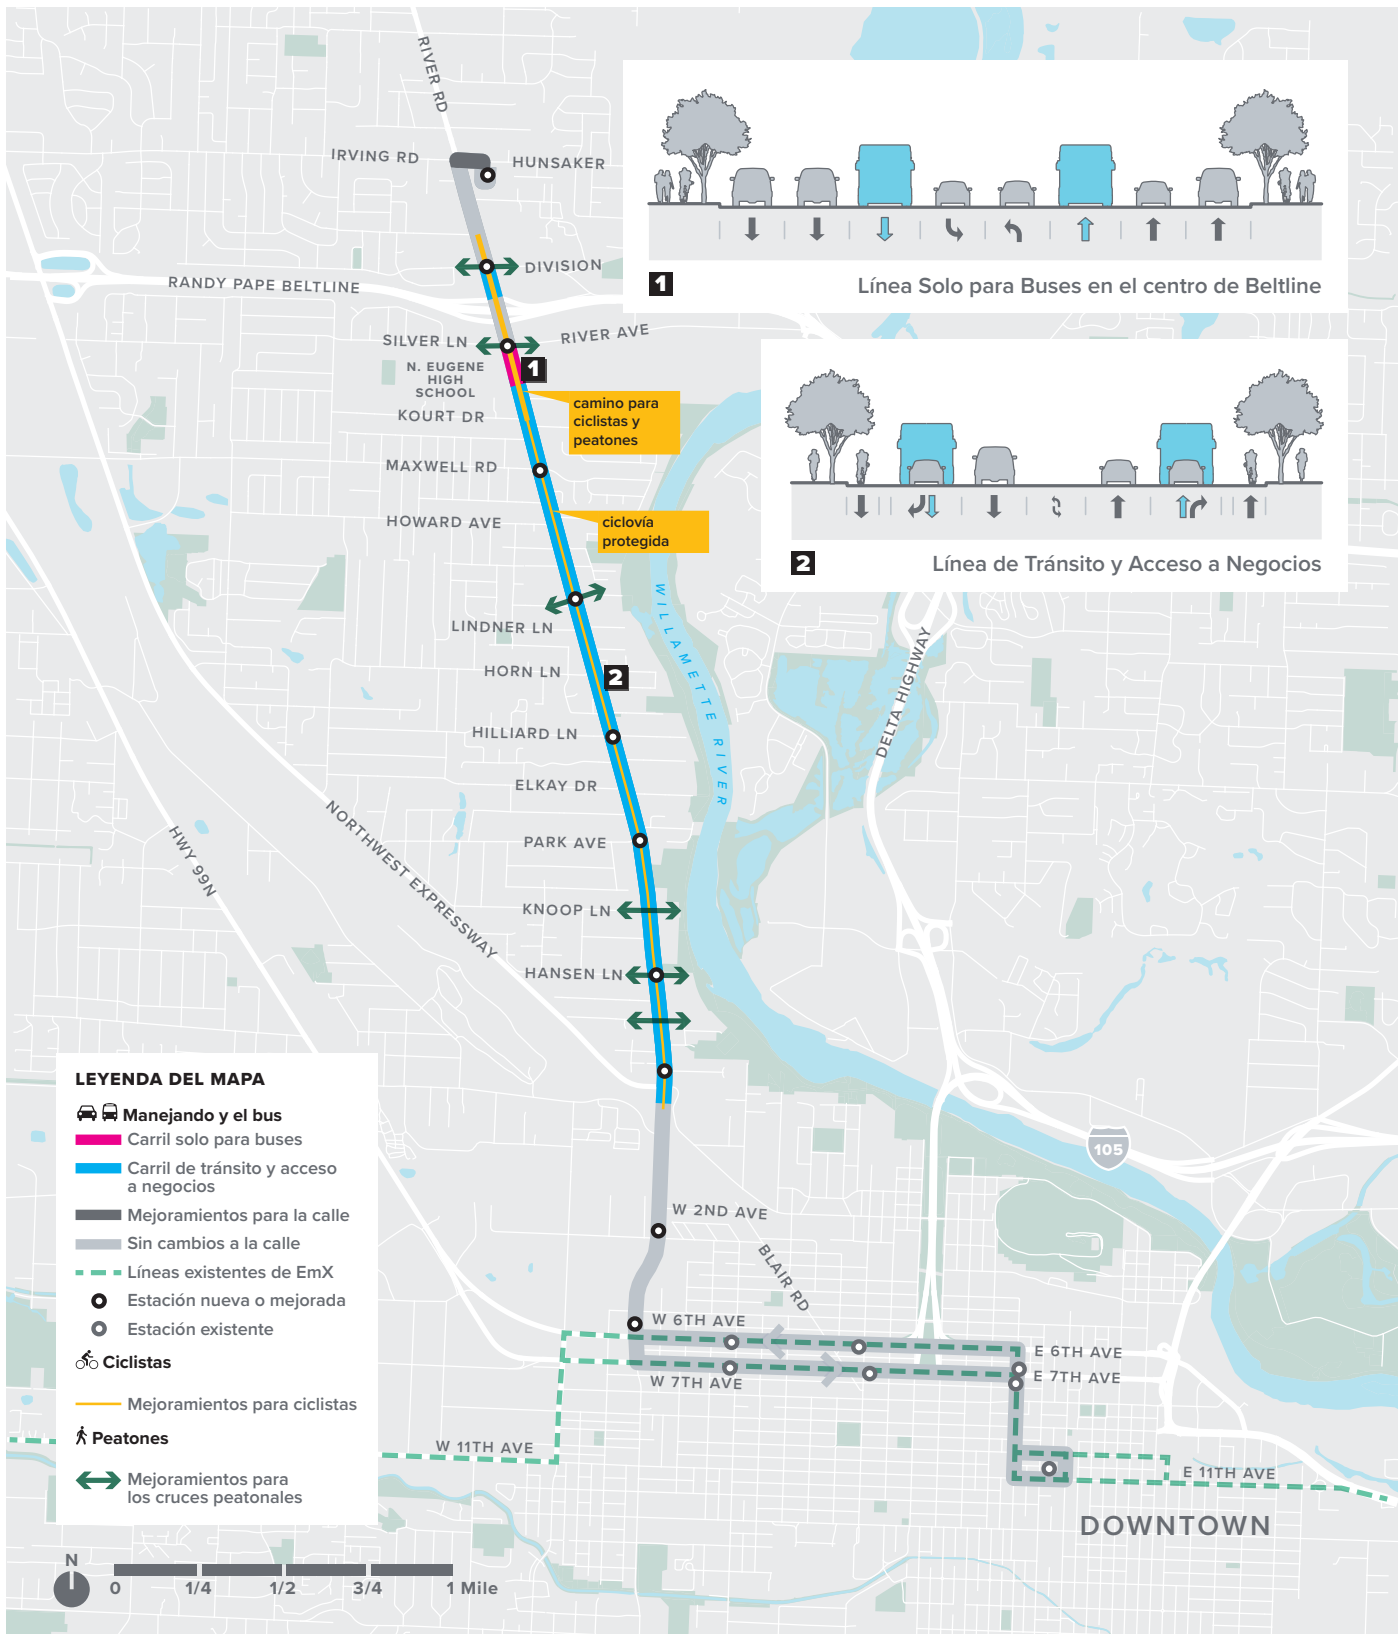 RIVER RD
IRVING RD
HUNSAKER
DIVISION
RANDY PAPE BELTLINE
SILVER LN
RIVER AVE
N. EUGENE
HIGH
SCHOOL
1
KOURT DR
camino para
ciclistas y
peatones
MAXWELL RD
HOWARD AVE
ciclovía
protegida
LINDNER LN
HORN LN
2
HILLIARD LN
ELKAY DR
PARK AVE
KNOOP LN
HANSEN LN
WILLAMETTE RIVER
DELTA HIGHWAY
NORTHWEST EXPRESSWAY
HWY 99N
105
W 2ND AVE
BLAIR RD
W 6TH AVE
E 6TH AVE
E 7TH AVE
W 7TH AVE
W 11TH AVE
E 11TH AVE
DOWNTOWN
1
Línea Solo para Buses en el centro de Beltline
2
Línea de Tránsito y Acceso a Negocios
LEYENDA DEL MAPA
Manejando y el bus
Carril solo para buses
Carril de tránsito y acceso
a negocios
Mejoramientos para la calle
Sin cambios a la calle
Líneas existentes de EmX
Estación nueva o mejorada
Estación existente
Ciclistas
Mejoramientos para ciclistas
Peatones
Mejoramientos para
los cruces peatonales
N
0 1/4 1/2 3/4 1 Mile